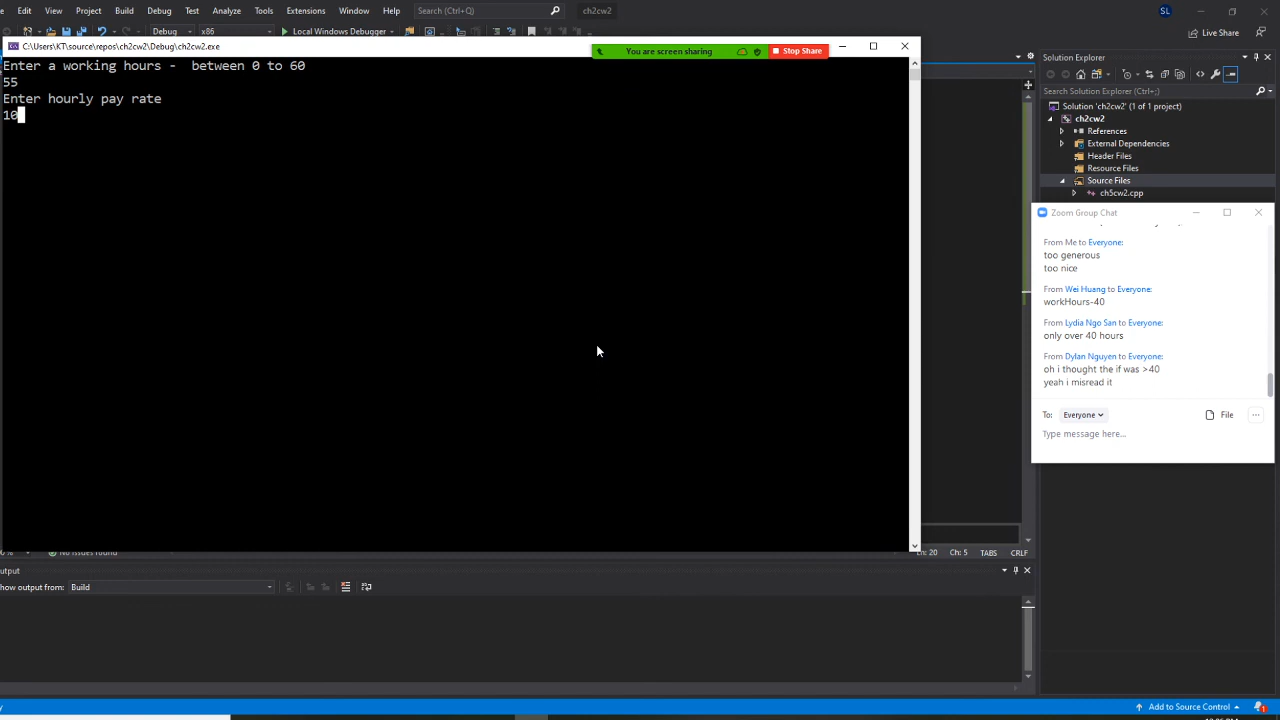 Edit View Project Build Debug Test Analyze Tools Extensions Window Help Search (Ctrl+Q) ch2cw2 SL
Debug x86 Local Windows Debugger Live Share
C:\Users\KT\source\repos\ch2cw2\Debug\ch2cw2.exe
You are screen sharing Stop Share
Enter working hours - between 0 to 60
55
Enter hourly pay rate
10
Solution Explorer
Search Solution Explorer (Ctrl+;)
Solution 'ch2cw2' (1 of 1 project)
ch2cw2
References
External Dependencies
Header Files
Resource Files
Source Files
ch5cw2.cpp
Zoom Group Chat
From Me to Everyone:
too generous
too nice
From Wei Huang to Everyone:
workHours-40
From Lydia Ngo San to Everyone:
only over 40 hours
From Dylan Nguyen to Everyone:
oh i thought the if was >40
yeah i misread it
To: Everyone File ...
Type message here...
No issues found Ln: 20 Ch: 5 TABS CRLF
utput
how output from: Build
Add to Source Control 1